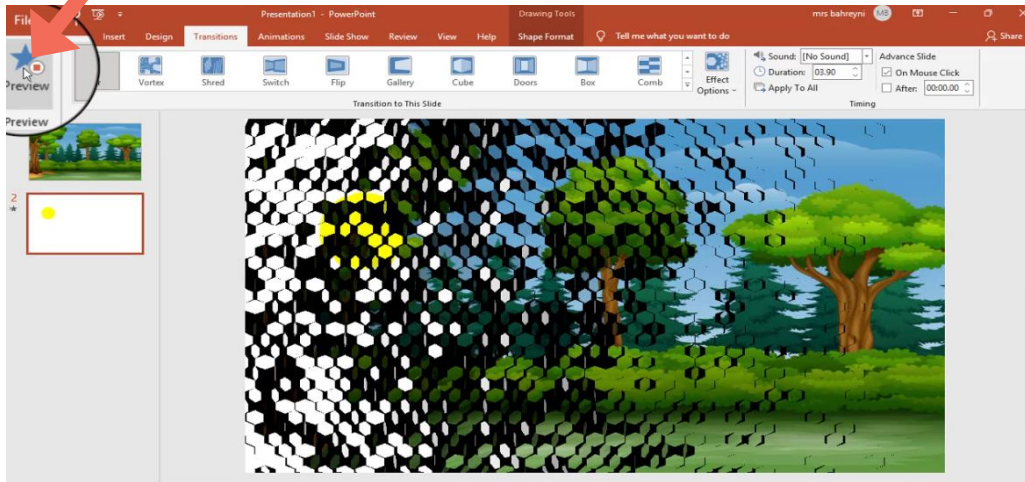 File
Presentation1 - PowerPoint
Drawing Tools
mrs bahreyni
MB
Insert Design Transitions Animations Slide Show Review View Help Shape Format Tell me what you want to do
Share
Preview
Vortex Shred Switch Flip Gallery Cube Doors Box Comb
Effect
Options
Sound: [No Sound]
Duration: 03.90
Apply To All
Advance Slide
On Mouse Click
After: 00:00.00
Preview
Transition to This Slide
Timing
2